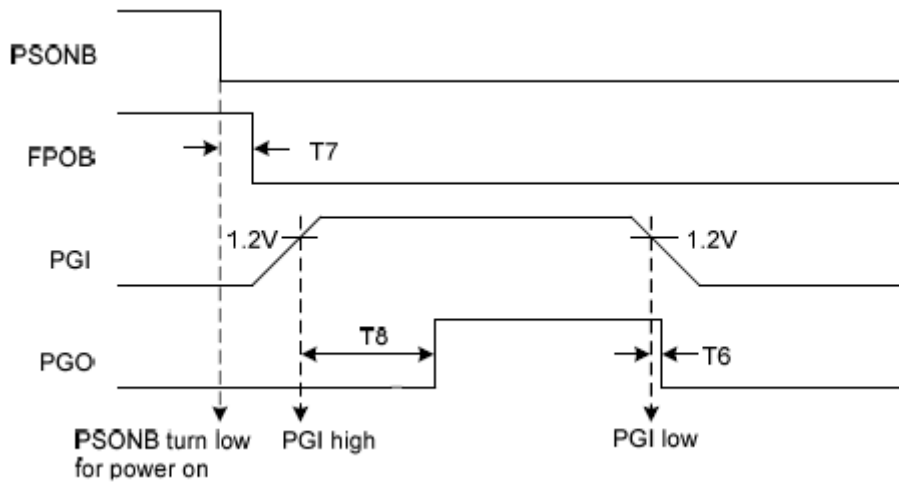 PSONB
FPOB
T7
1.2V
1.2V
PGI
T8
T6
PGO
PSONB turn low
for power on
PGI high
PGI low